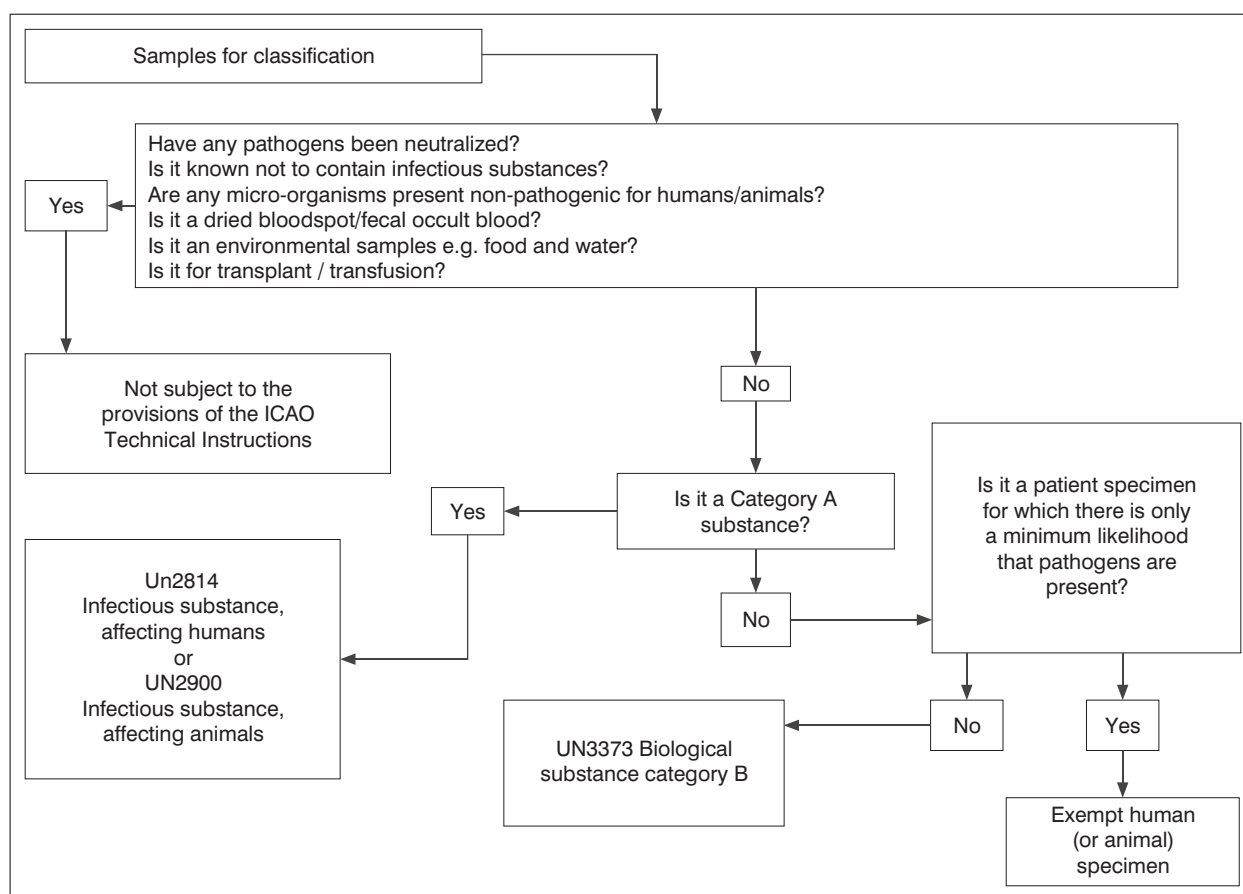 Samples for classification
Have any pathogens been neutralized?
Is it known not to contain infectious substances?
Are any micro-organisms present non-pathogenic for humans/animals?
Is it a dried bloodspot/fecal occult blood?
Is it an environmental samples e.g. food and water?
Is it for transplant / transfusion?
Yes
Not subject to the
provisions of the ICAO
Technical Instructions
No
Is it a Category A
substance?
Yes
Un2814
Infectious substance,
affecting humans
or
UN2900
Infectious substance,
affecting animals
No
Is it a patient specimen
for which there is only
a minimum likelihood
that pathogens are
present?
No
UN3373 Biological
substance category B
Yes
Exempt human
(or animal)
specimen